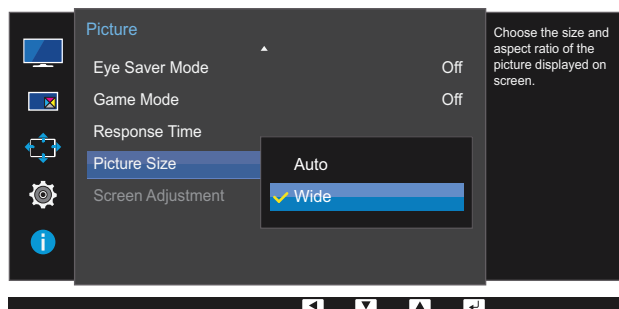 Picture
Eye Saver Mode Off
Game Mode Off
Response Time
Picture Size
Auto
Wide
Screen Adjustment
Choose the size and
aspect ratio of the
picture displayed on
screen.
i